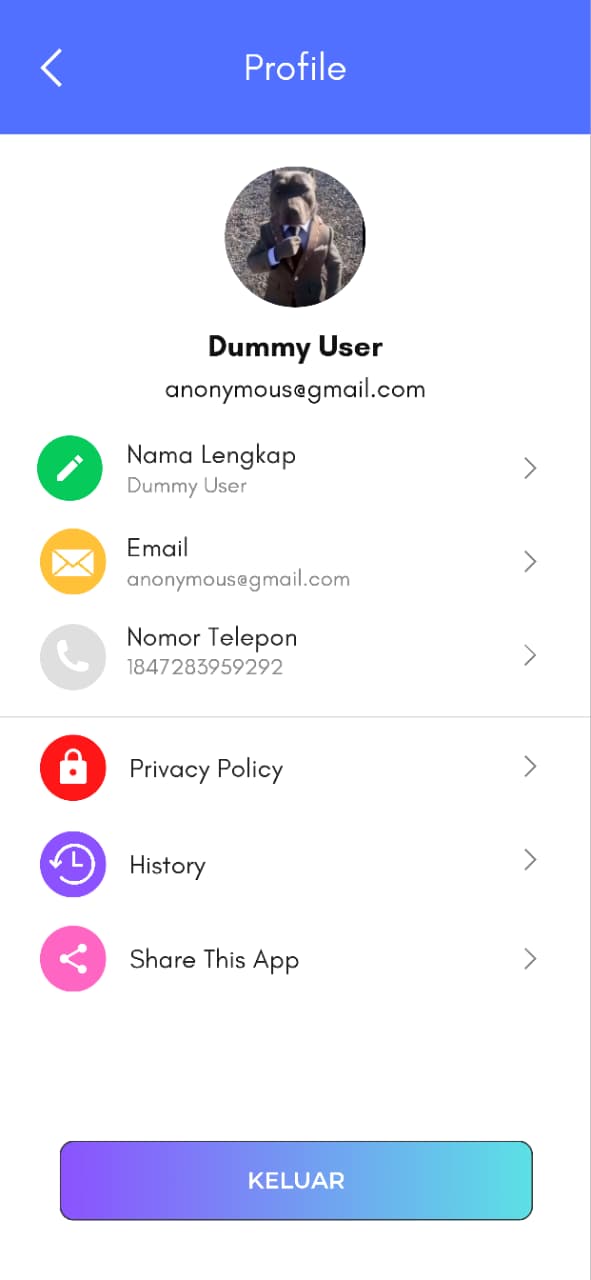 Profile
Dummy User
anonymous@gmail.com
Nama Lengkap
Dummy User
Email
anonymous@gmail.com
Nomor Telepon
1847283959292
Privacy Policy
History
Share This App
KELUAR